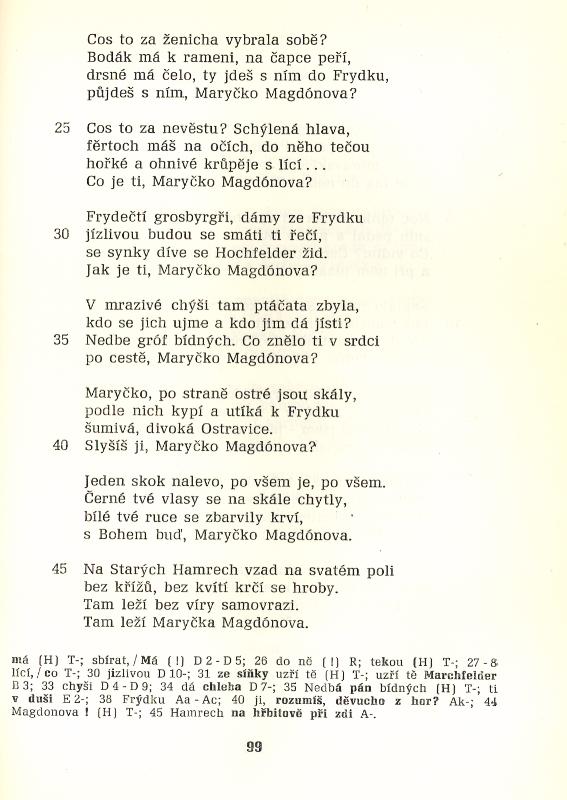 Cos to za ženicha vybrala sobě?
Bodák má k rameni, na čapce peří,
drsné má čelo, ty jdeš s ním do Frydku,
půjdeš s ním, Maryčko Magdónova?
25 Cos to za nevěstu? Schýlená hlava,
fěrtoch máš na očích, do něho tečou
hořké a ohnivé krůpěje s lící...
Co je ti, Maryčko Magdónova?
Frydečtí grosbyrgři, dámy ze Frydku
30 jízlivou budou se smáti ti řečí,
se synky díve se Hochfelder žid.
Jak je ti, Maryčko Magdónova?
V mrazivé chýši tam ptáčata zbyla,
kdo se jich ujme a kdo jim dá jísti?
35 Nedbe gróf bídných. Co znělo ti v srdci
po cestě, Maryčko Magdónova?
Maryčko, po straně ostré jsou skály,
podle nich kypí a utíká k Frydku
šumivá, divoká Ostravice.
40 Slyšíš ji, Maryčko Magdónova?
Jeden skok nalevo, po všem je, po všem.
Černé tvé vlasy se na skále chytly,
bílé tvé ruce se zbarvily krví,
s Bohem buď, Maryčko Magdónova.
45 Na Starých Hamrech vzad na svatém poli
bez křížů, bez kvítí krčí se hroby.
Tam leží bez víry samovrazi.
Tam leží Maryčka Magdónova.
má (H) T-; sbírat,/Má (!) D 2-D 5; 26 do ně (!) R; tekou (H) T-; 27-8
lící,/co T-; 30 jizlivou D 10-; 31 ze síňky uzří tě (H) T-; uzří tě Marchfelder
B 3; 33 chyši D 4-D 9; 34 dá chleba D 7-; 35 Nedbá pán bídných (H) T-; ti
v duši E 2-; 38 Frýdku Aa-Ac; 40 ji, rozumíš, děvucho z hor? Ak-; 44
Magdonova ! (H) T-; 45 Hamrech na hřbitově při zdi A-.
99